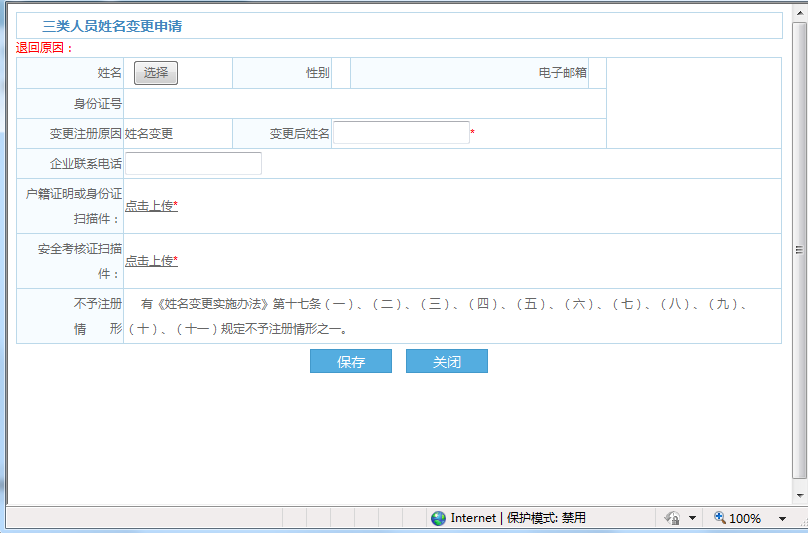 三类人员姓名变更申请
退回原因：
姓名 选择 性别 电子邮箱
身份证号
变更注册原因 姓名变更 变更后姓名 *
企业联系电话
户籍证明或身份证
扫描件：
点击上传*
安全考核证扫描
件：
点击上传*
不予注册 有《姓名变更实施办法》第十七条（一）、（二）、（三）、（四）、（五）、（六）、（七）、（八）、（九）、
情 形 （十）、（十一）规定不予注册情形之一。
保存 关闭
Internet | 保护模式: 禁用 100%